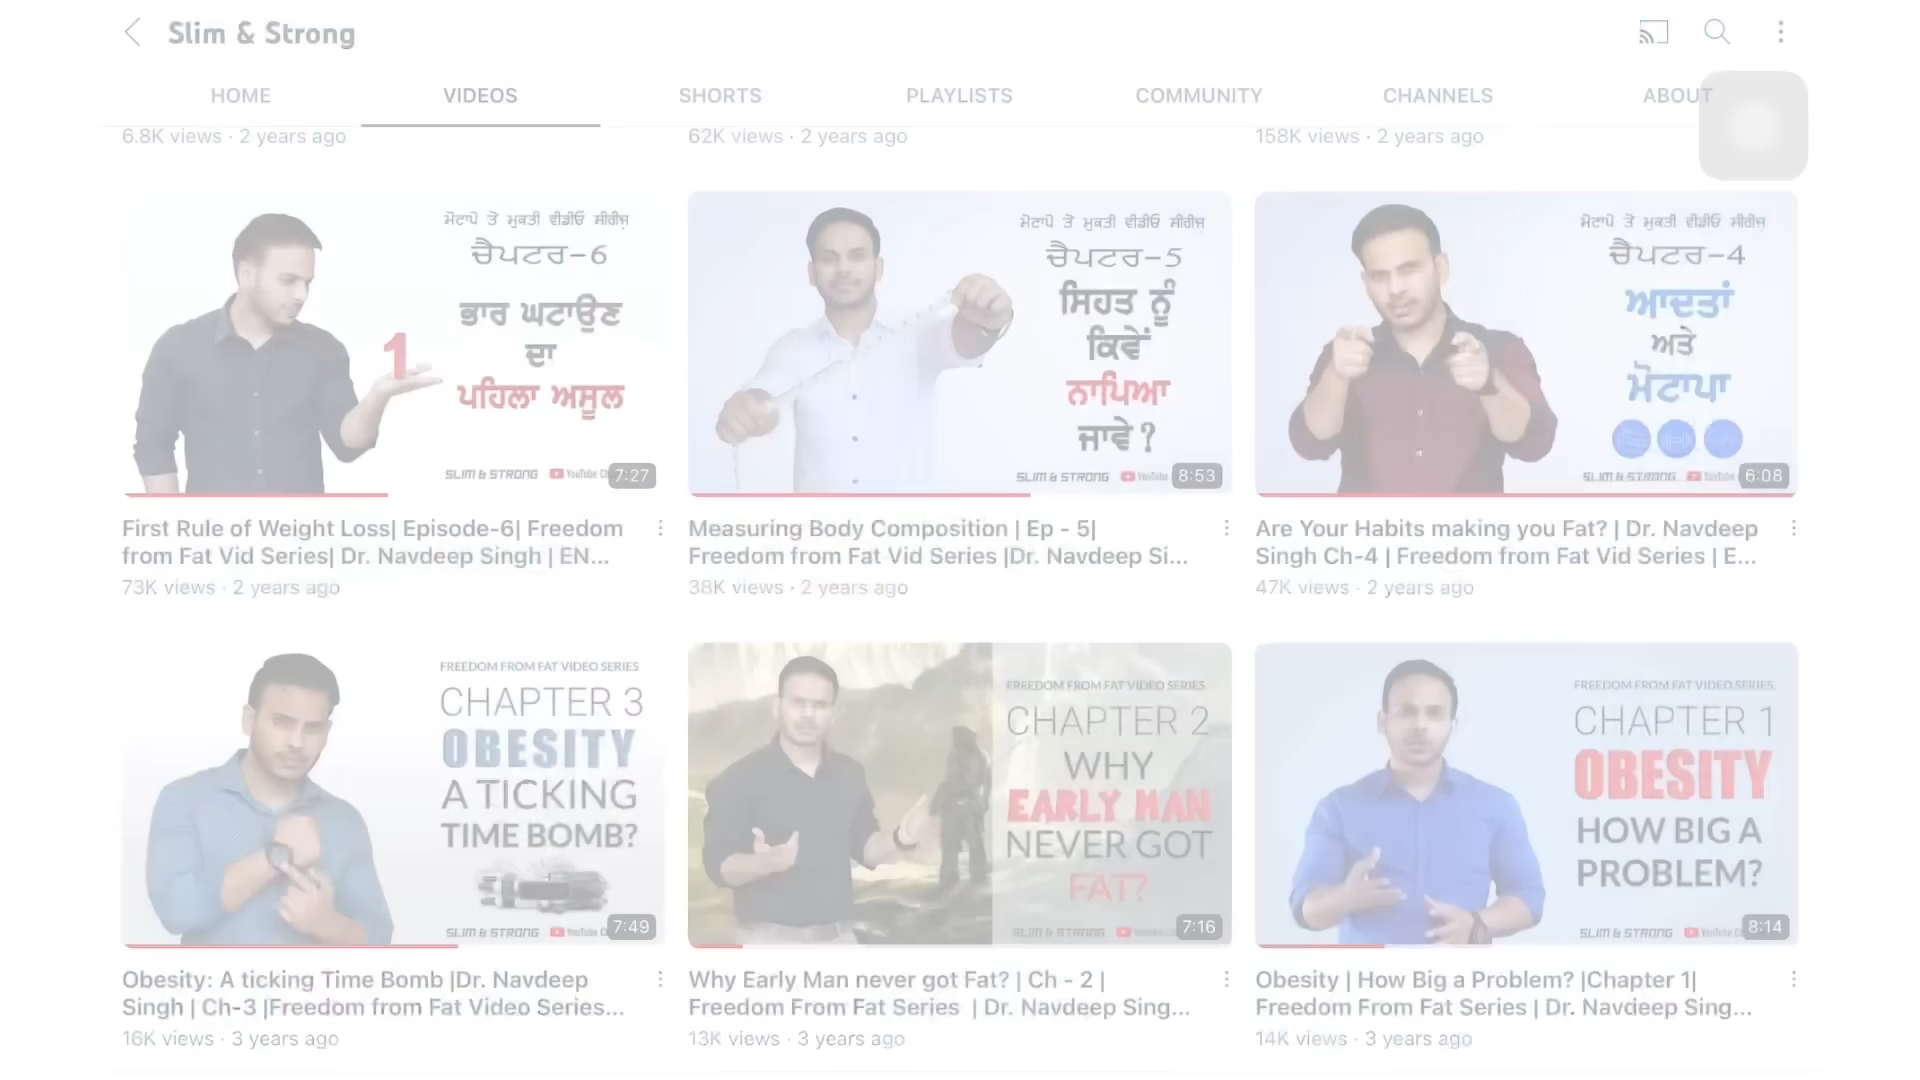 Slim & Strong
HOME VIDEOS SHORTS PLAYLISTS COMMUNITY CHANNELS ABOUT
6.8K views · 2 years ago
62K views · 2 years ago
158K views · 2 years ago
ਮੋਟਾਪੇ ਤੋਂ ਮੁਕਤੀ ਵੀਡੀਓ ਸੀਰੀਜ਼
ਚੈਪਟਰ-6
ਭਾਰ ਘਟਾਉਣ
ਦਾ
1
ਪਹਿਲਾ ਅਸੂਲ
SLIM & STRONG YouTube
7:27
ਮੋਟਾਪੇ ਤੋਂ ਮੁਕਤੀ ਵੀਡੀਓ ਸੀਰੀਜ਼
ਚੈਪਟਰ-5
ਸਿਹਤ ਨੂੰ
ਕਿਵੇਂ
ਨਾਪਿਆ
ਜਾਵੇ ?
SLIM & STRONG YouTube
8:53
ਮੋਟਾਪੇ ਤੋਂ ਮੁਕਤੀ ਵੀਡੀਓ ਸੀਰੀਜ਼
ਚੈਪਟਰ-4
ਆਦਤਾਂ
ਅਤੇ
ਮੋਟਾਪਾ
SLIM & STRONG YouTube
6:08
First Rule of Weight Loss| Episode-6| Freedom
from Fat Vid Series| Dr. Navdeep Singh | EN...
73K views · 2 years ago
Measuring Body Composition | Ep - 5|
Freedom from Fat Vid Series |Dr. Navdeep Si...
38K views · 2 years ago
Are Your Habits making you Fat? | Dr. Navdeep
Singh Ch-4 | Freedom from Fat Vid Series | E...
47K views · 2 years ago
FREEDOM FROM FAT VIDEO SERIES
CHAPTER 3
OBESITY
A TICKING
TIME BOMB?
SLIM & STRONG YouTube
7:49
FREEDOM FROM FAT VIDEO SERIES
CHAPTER 2
WHY
EARLY MAN
NEVER GOT
FAT?
SLIM & STRONG
7:16
FREEDOM FROM FAT VIDEO SERIES
CHAPTER 1
OBESITY
HOW BIG A
PROBLEM?
SLIM & STRONG YouTube
8:14
Obesity: A ticking Time Bomb |Dr. Navdeep
Singh | Ch-3 |Freedom from Fat Video Series...
16K views · 3 years ago
Why Early Man never got Fat? | Ch - 2 |
Freedom From Fat Series | Dr. Navdeep Sing...
13K views · 3 years ago
Obesity | How Big a Problem? |Chapter 1|
Freedom From Fat Series | Dr. Navdeep Sing...
14K views · 3 years ago